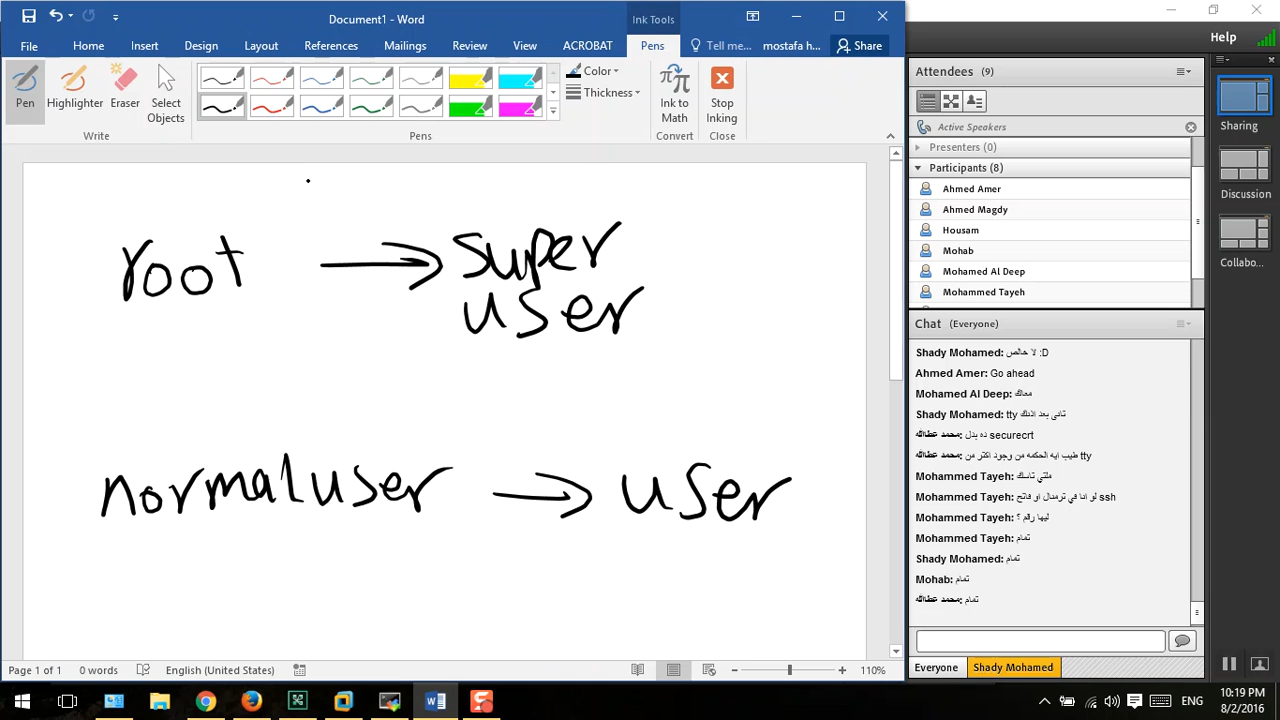 Document1 - Word
Ink Tools
File
Home
Insert
Design
Layout
References
Mailings
Review
View
ACROBAT
Pens
Tell me...
mostafa h...
Share
Pen
Highlighter
Eraser
Select
Objects
Write
Pens
Color
Thickness
Ink to
Math
Convert
Stop
Inking
Close
root → super
user
normal user → user
Page 1 of 1
0 words
English (United States)
110%
Help
Attendees (9)
Active Speakers
Presenters (0)
Participants (8)
Ahmed Amer
Ahmed Magdy
Housam
Mohab
Mohamed Al Deep
Mohammed Tayeh
Sharing
Discussion
Collabo...
Chat (Everyone)
Shady Mohamed: لا خالص :D
Ahmed Amer: Go ahead
Mohamed Al Deep: معاك
Shady Mohamed: tty تانى بعد اذنك
محمد عطاالله: ده بدل securecrt
محمد عطاالله: طيب ايه الحكمه من وجود اكتر من tty
Mohammed Tayeh: ملتي تاسك
Mohammed Tayeh: لو انا في ترمنال او فاتح ssh
Mohammed Tayeh: ليها رقم ؟
Mohammed Tayeh: تمام
Shady Mohamed: تمام
Mohab: تمام
محمد عطاالله: تمام
Everyone
Shady Mohamed
ENG
10:19 PM
8/2/2016